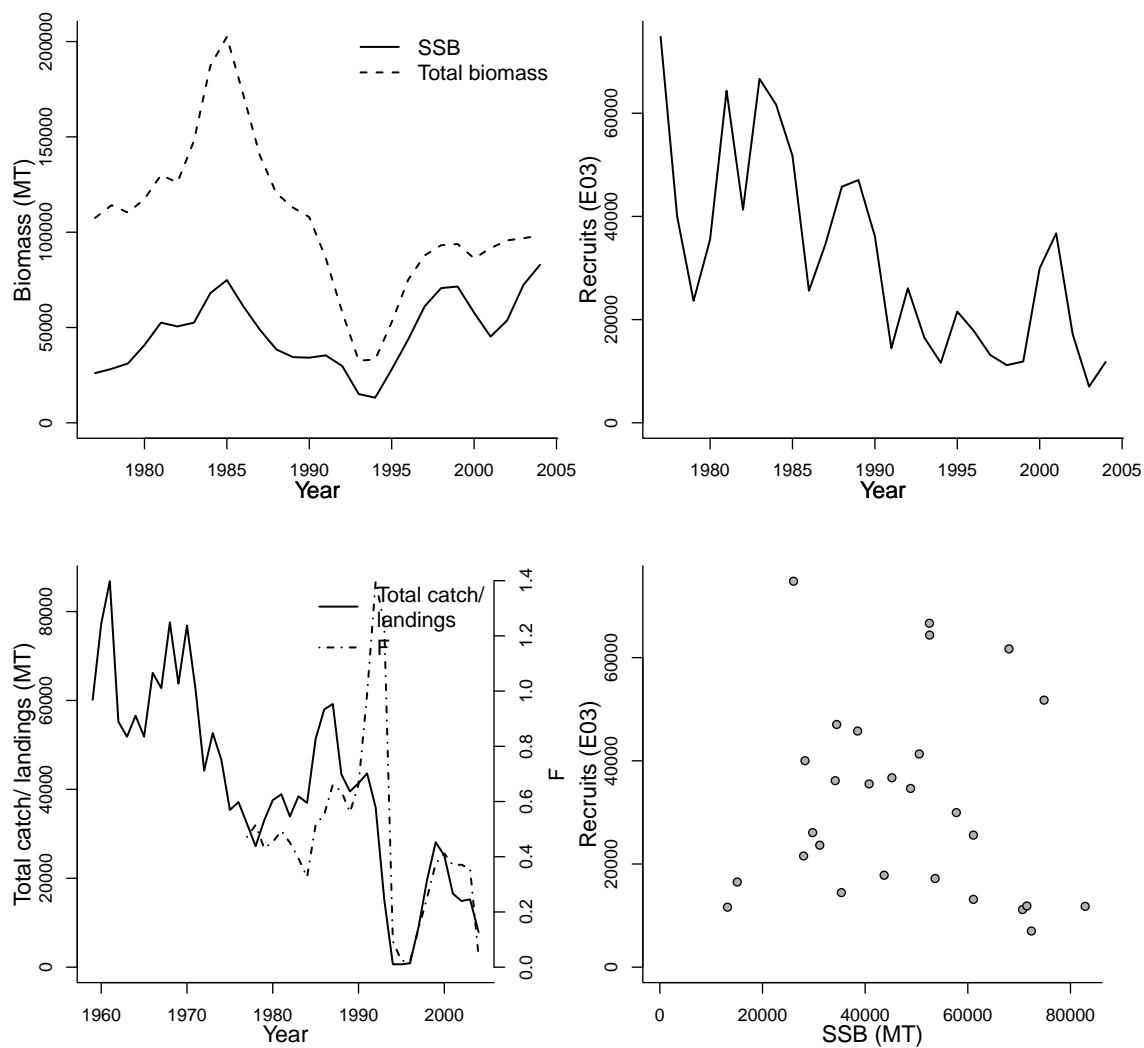 SSB
Total biomass
Biomass (MT)
0
50000
100000
150000
200000
1980 1985 1990 1995 2000 2005
Year
Recruits (E03)
0
20000
40000
60000
1980 1985 1990 1995 2000 2005
Year
Total catch/
landings
F
Total catch/ landings (MT)
0
20000
40000
60000
80000
0.0
0.2
0.4
0.6
0.8
1.0
1.2
1.4
F
1960 1970 1980 1990 2000
Year
Recruits (E03)
0
20000
40000
60000
0 20000 40000 60000 80000
SSB (MT)